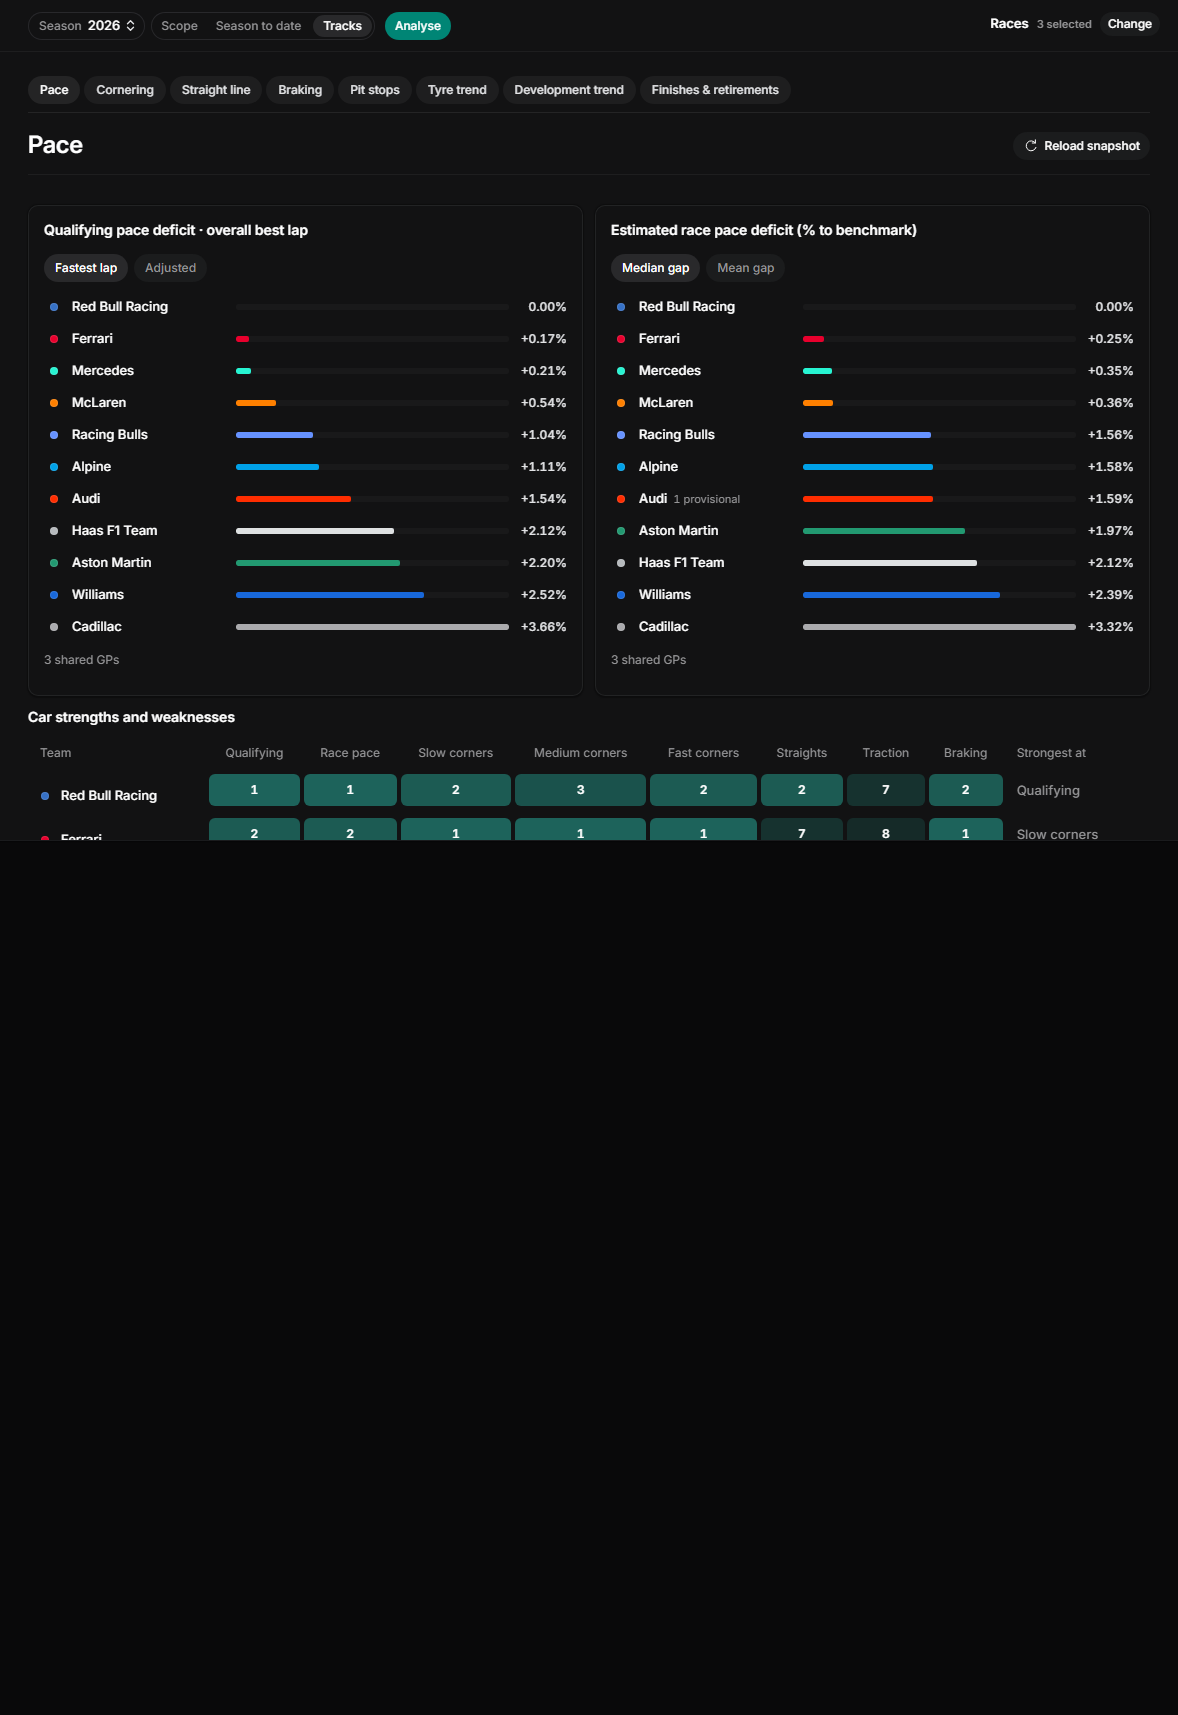 Season 2026 Scope Season to date Tracks Analyse Races 3 selected Change
Pace Cornering Straight line Braking Pit stops Tyre trend Development trend Finishes & retirements
Pace
Reload snapshot
Qualifying pace deficit · overall best lap
Fastest lap Adjusted
Red Bull Racing 0.00%
Ferrari +0.17%
Mercedes +0.21%
McLaren +0.54%
Racing Bulls +1.04%
Alpine +1.11%
Audi +1.54%
Haas F1 Team +2.12%
Aston Martin +2.20%
Williams +2.52%
Cadillac +3.66%
3 shared GPs
Estimated race pace deficit (% to benchmark)
Median gap Mean gap
Red Bull Racing 0.00%
Ferrari +0.25%
Mercedes +0.35%
McLaren +0.36%
Racing Bulls +1.56%
Alpine +1.58%
Audi 1 provisional +1.59%
Aston Martin +1.97%
Haas F1 Team +2.12%
Williams +2.39%
Cadillac +3.32%
3 shared GPs
Car strengths and weaknesses
Team Qualifying Race pace Slow corners Medium corners Fast corners Straights Traction Braking Strongest at
Red Bull Racing 1 1 2 3 2 2 7 2 Qualifying
Ferrari 2 2 1 1 1 7 8 1 Slow corners